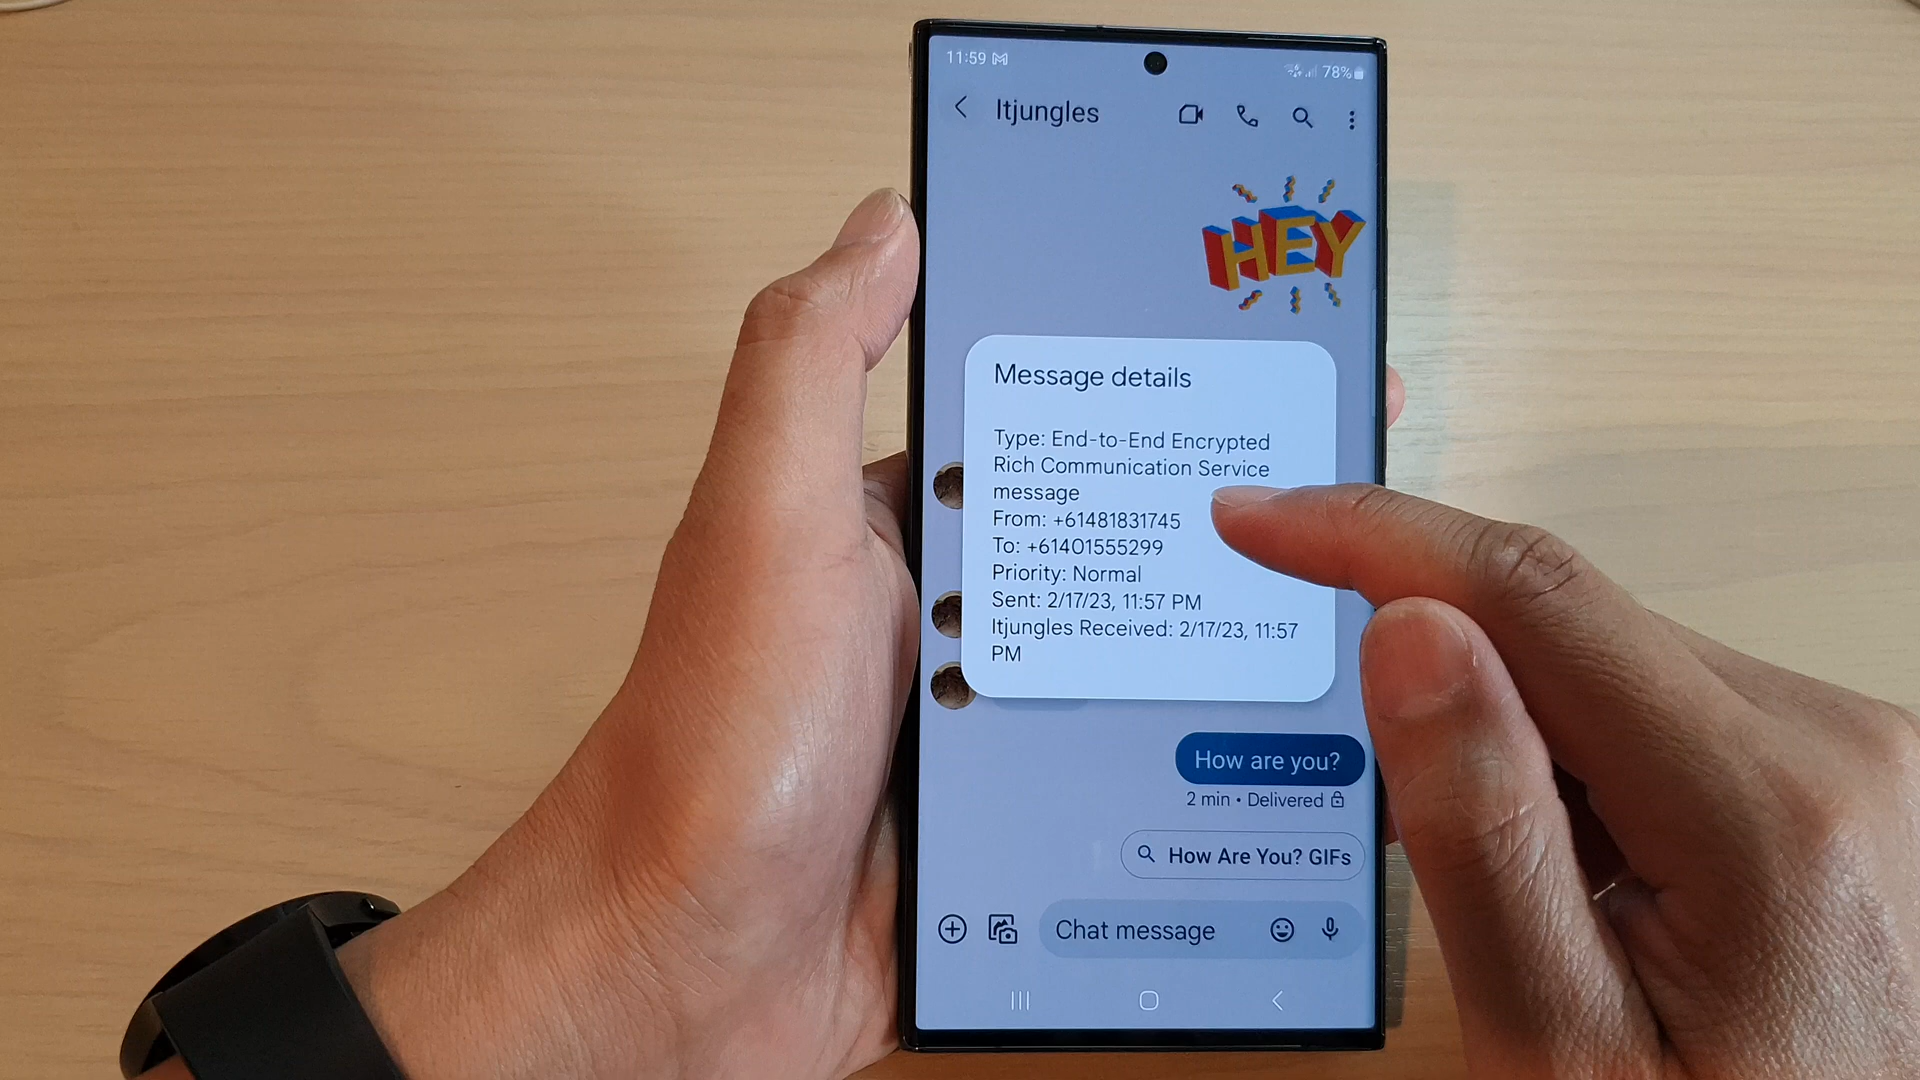 11:59
78%
Itjungles
HEY
Message details
Type: End-to-End Encrypted
Rich Communication Service
message
From: +61481831745
To: +61401555299
Priority: Normal
Sent: 2/17/23, 11:57 PM
Itjungles Received: 2/17/23, 11:57
PM
How are you?
2 min • Delivered
How Are You? GIFs
Chat message